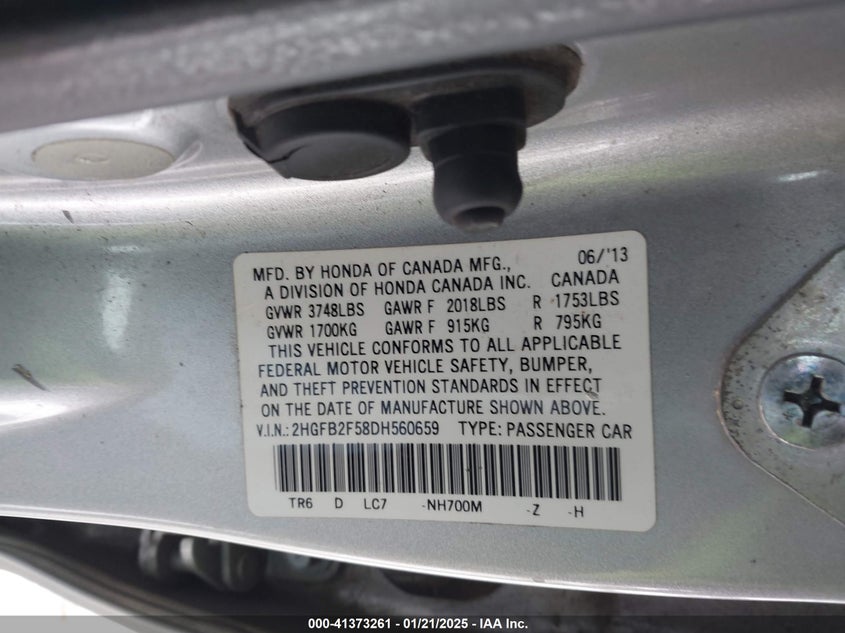 06/'13
MFD. BY HONDA OF CANADA MFG.,
A DIVISION OF HONDA CANADA INC. CANADA
GVWR 3748LBS GAWR F 2018LBS R 1753LBS
GVWR 1700KG GAWR F 915KG R 795KG
THIS VEHICLE CONFORMS TO ALL APPLICABLE
FEDERAL MOTOR VEHICLE SAFETY, BUMPER,
AND THEFT PREVENTION STANDARDS IN EFFECT
ON THE DATE OF MANUFACTURE SHOWN ABOVE.
V.I.N.: 2HGFB2F58DH560659 TYPE: PASSENGER CAR
TR6 D LC7 -NH700M -Z -H
000-41373261 - 01/21/2025 - IAA Inc.